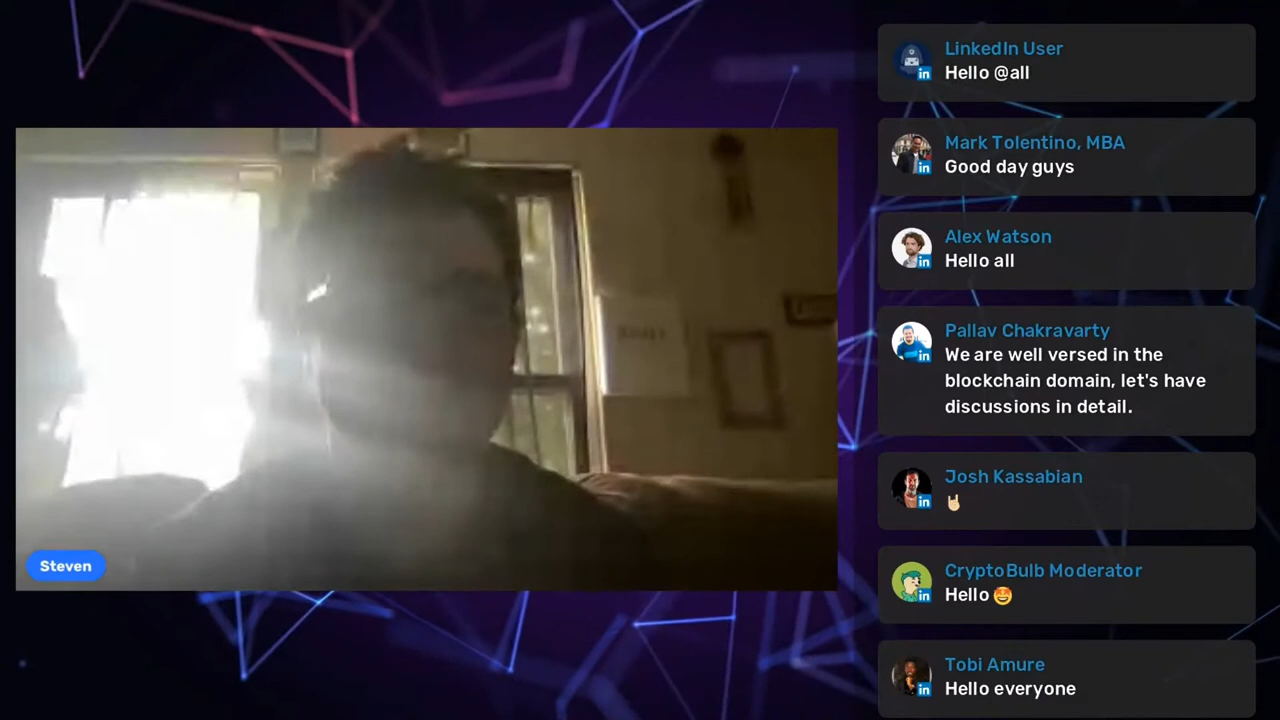 Steven
LinkedIn User
Hello @all
Mark Tolentino, MBA
Good day guys
Alex Watson
Hello all
Pallav Chakravarty
We are well versed in the
blockchain domain, let's have
discussions in detail.
Josh Kassabian
🤘🏻
CryptoBulb Moderator
Hello 🤩
Tobi Amure
Hello everyone